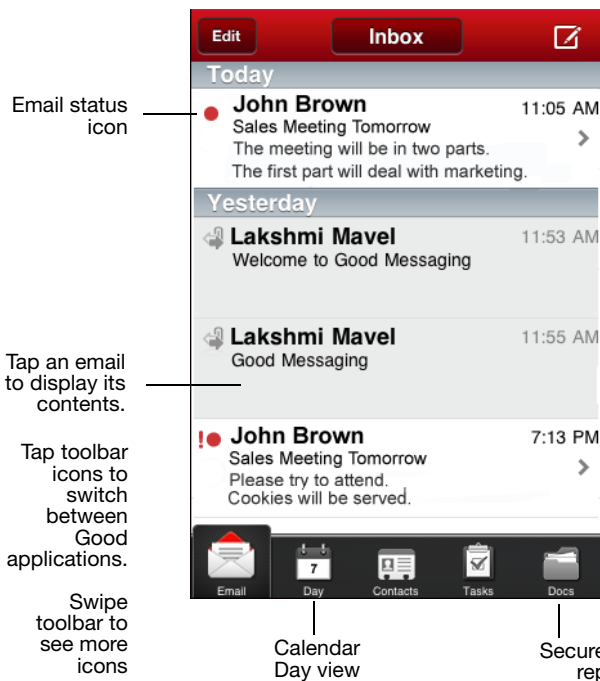 Edit
Inbox
Today
Email status
icon
John Brown
11:05 AM
Sales Meeting Tomorrow
The meeting will be in two parts.
The first part will deal with marketing.
Yesterday
Lakshmi Mavel
11:53 AM
Welcome to Good Messaging
Lakshmi Mavel
11:55 AM
Good Messaging
Tap an email
to display its
contents.
! John Brown
7:13 PM
Sales Meeting Tomorrow
Please try to attend.
Cookies will be served.
Tap toolbar
icons to
switch
between
Good
applications.
7
Email
Day
Contacts
Tasks
Docs
Swipe
toolbar to
see more
icons
Calendar
Day view
Secure
rep